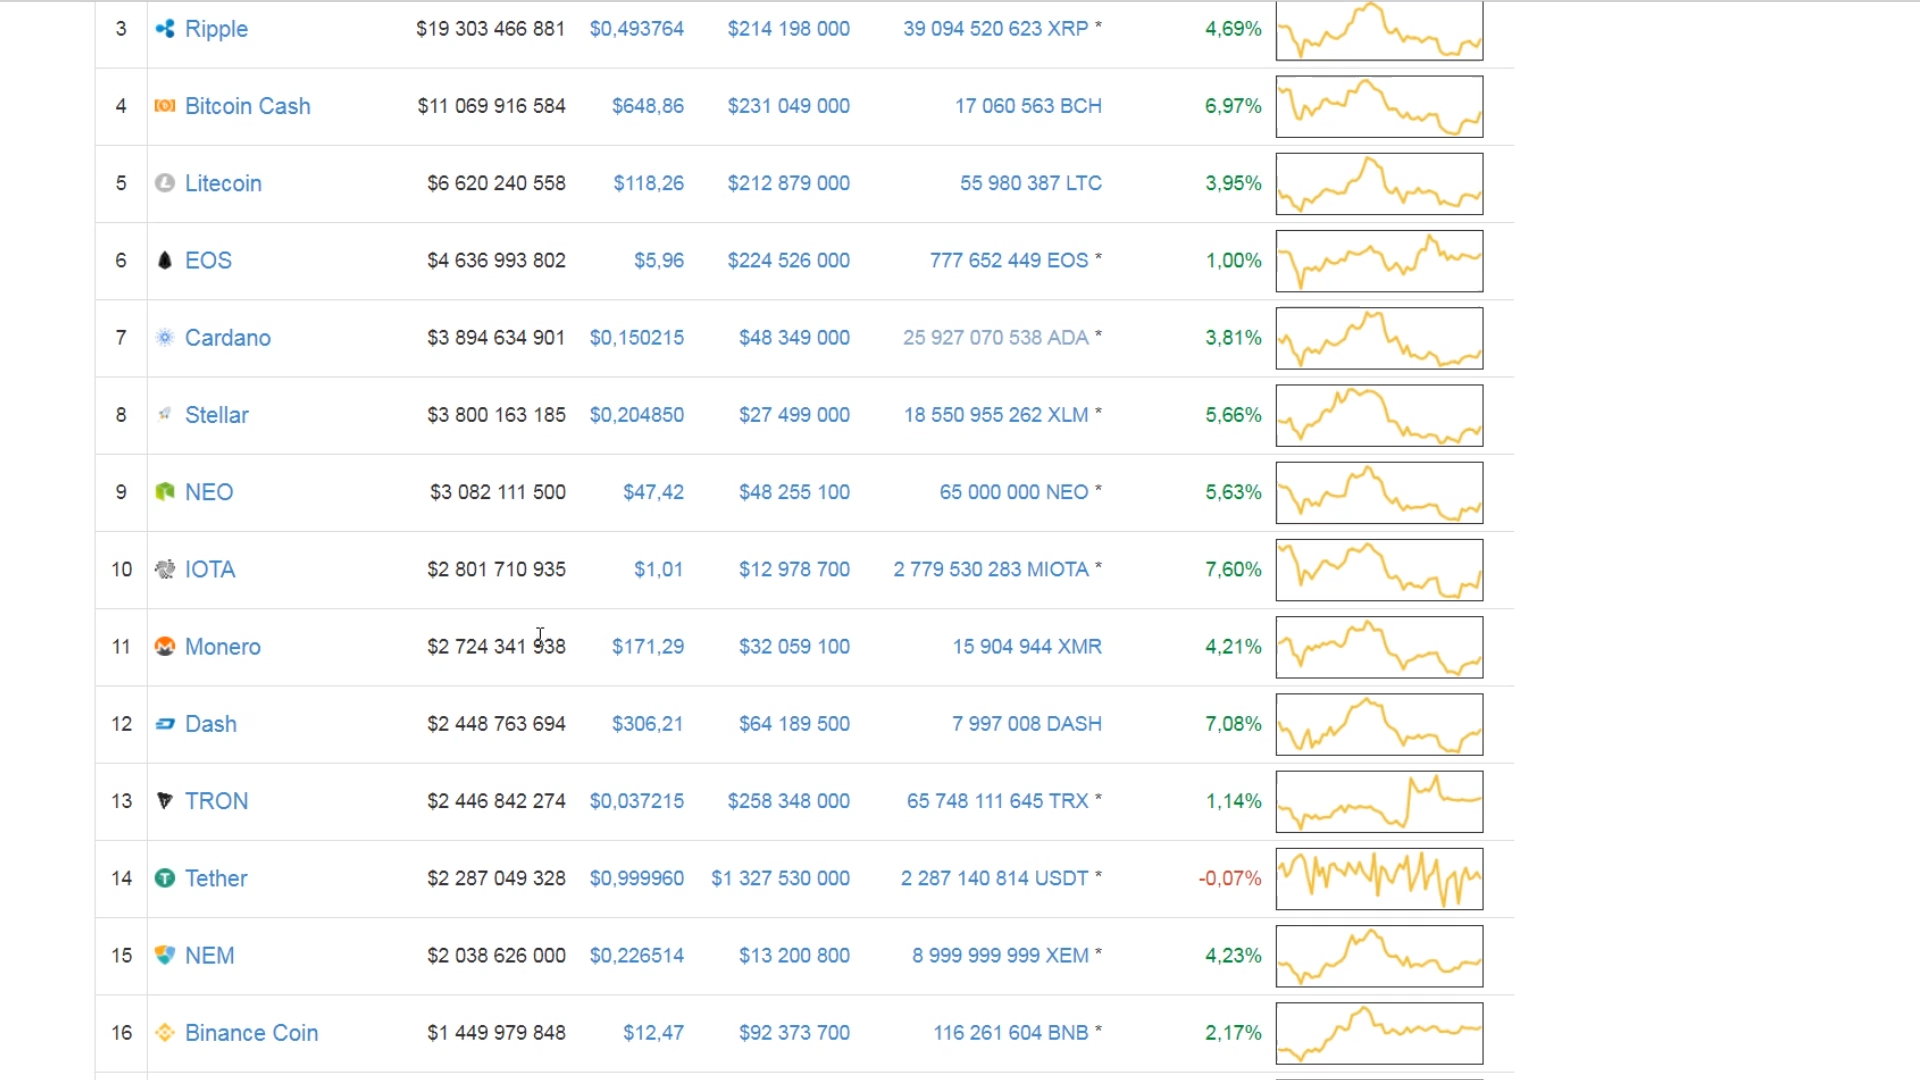 3 Ripple $19 303 466 881 $0,493764 $214 198 000 39 094 520 623 XRP * 4,69%
4 Bitcoin Cash $11 069 916 584 $648,86 $231 049 000 17 060 563 BCH 6,97%
5 Litecoin $6 620 240 558 $118,26 $212 879 000 55 980 387 LTC 3,95%
6 EOS $4 636 993 802 $5,96 $224 526 000 777 652 449 EOS * 1,00%
7 Cardano $3 894 634 901 $0,150215 $48 349 000 25 927 070 538 ADA * 3,81%
8 Stellar $3 800 163 185 $0,204850 $27 499 000 18 550 955 262 XLM * 5,66%
9 NEO $3 082 111 500 $47,42 $48 255 100 65 000 000 NEO * 5,63%
10 IOTA $2 801 710 935 $1,01 $12 978 700 2 779 530 283 MIOTA * 7,60%
11 Monero $2 724 341 938 $171,29 $32 059 100 15 904 944 XMR 4,21%
12 Dash $2 448 763 694 $306,21 $64 189 500 7 997 008 DASH 7,08%
13 TRON $2 446 842 274 $0,037215 $258 348 000 65 748 111 645 TRX * 1,14%
14 Tether $2 287 049 328 $0,999960 $1 327 530 000 2 287 140 814 USDT * -0,07%
15 NEM $2 038 626 000 $0,226514 $13 200 800 8 999 999 999 XEM * 4,23%
16 Binance Coin $1 449 979 848 $12,47 $92 373 700 116 261 604 BNB * 2,17%